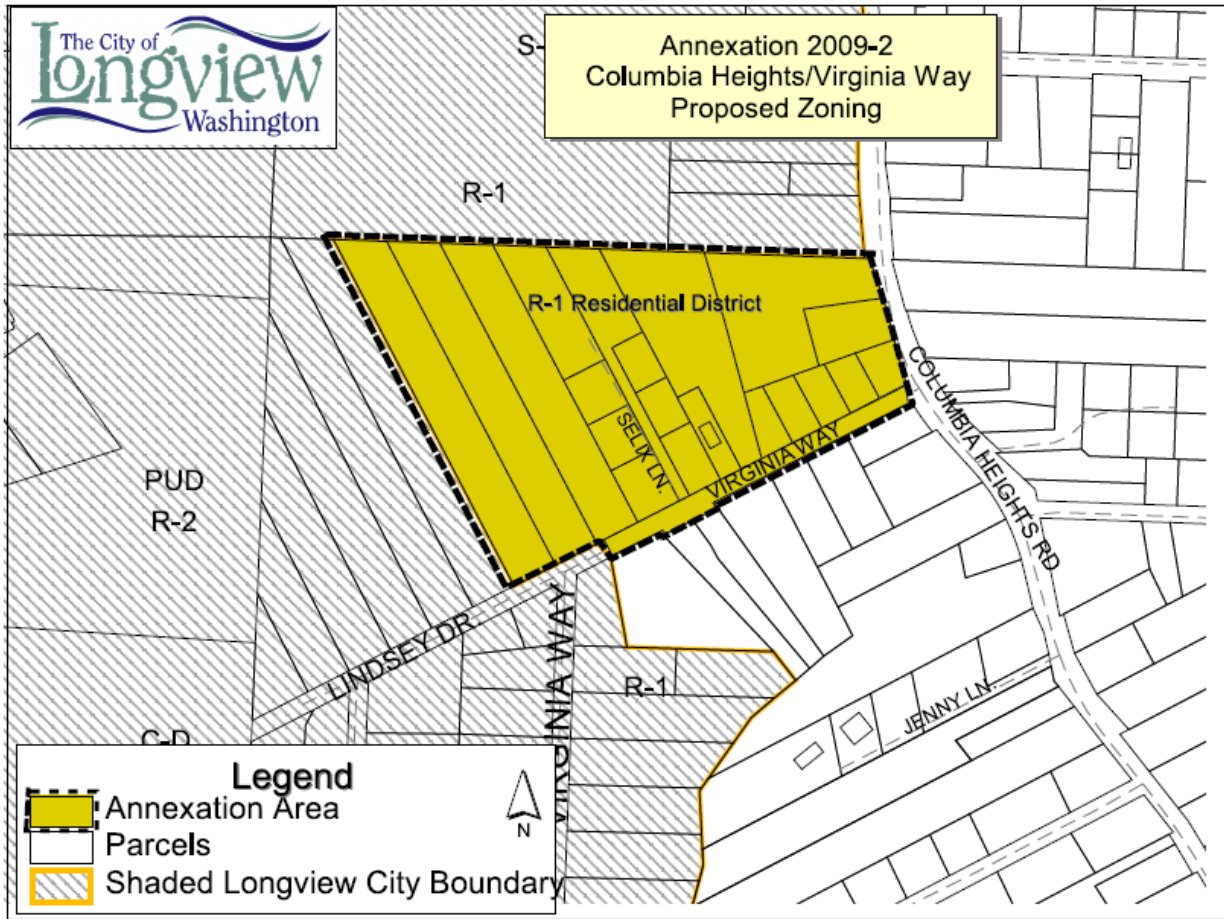 The City of
Longview
Washington
Annexation 2009-2
Columbia Heights/Virginia Way
Proposed Zoning
S-
R-1
R-1 Residential District
COLUMBIA HEIGHTS RD
SELIX LN.
VIRGINIA WAY
PUD
R-2
LINDSEY DR.
VIRGINIA WAY
R-1
JENNY LN.
C-D
Legend
Annexation Area
Parcels
Shaded Longview City Boundary
N